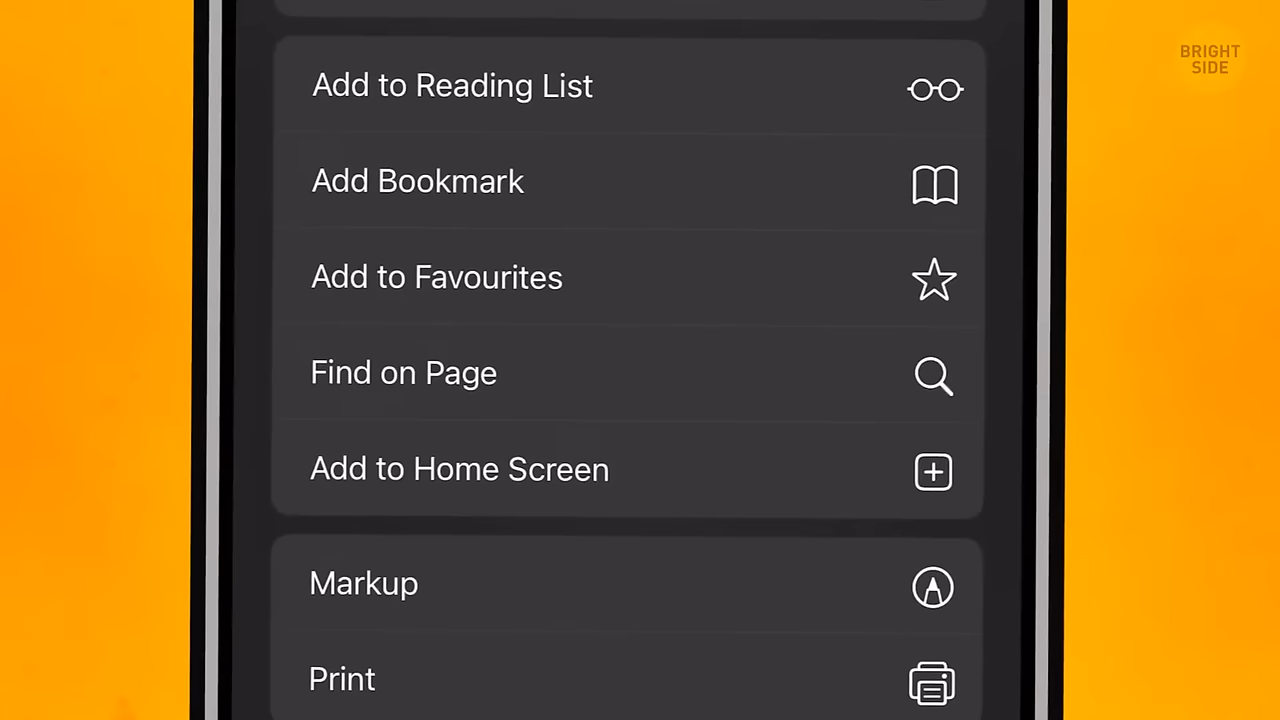 BRIGHT
SIDE
Add to Reading List
Add Bookmark
Add to Favourites
Find on Page
Add to Home Screen
Markup
Print